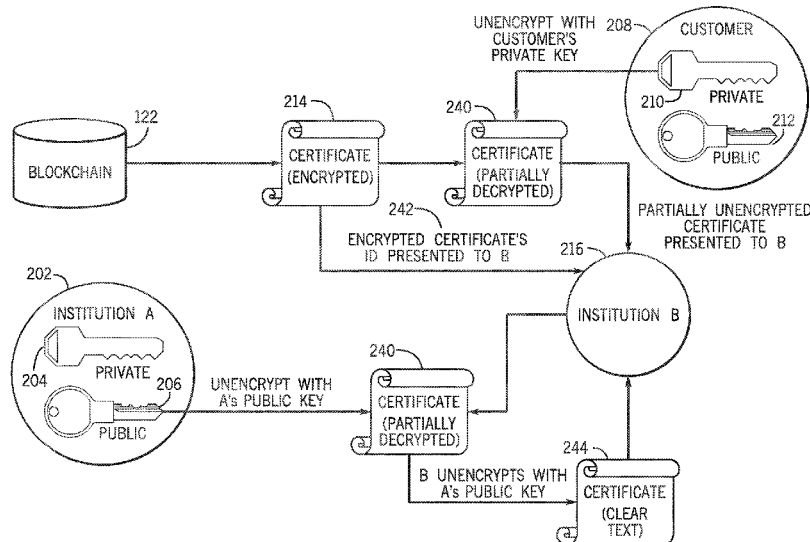 UNENCRYPT WITH
CUSTOMER'S
PRIVATE KEY
208
CUSTOMER
210
PRIVATE
212
PUBLIC
122
BLOCKCHAIN
214
CERTIFICATE
(ENCRYPTED)
240
CERTIFICATE
(PARTIALLY
DECRYPTED)
242
ENCRYPTED CERTIFICATE'S
ID PRESENTED TO B
PARTIALLY UNENCRYPTED
CERTIFICATE
PRESENTED TO B
216
INSTITUTION B
202
INSTITUTION A
204
PRIVATE
206
PUBLIC
UNENCRYPT WITH
A's PUBLIC KEY
240
CERTIFICATE
(PARTIALLY
DECRYPTED)
B UNENCRYPTS WITH
A's PUBLIC KEY
244
CERTIFICATE
(CLEAR
TEXT)